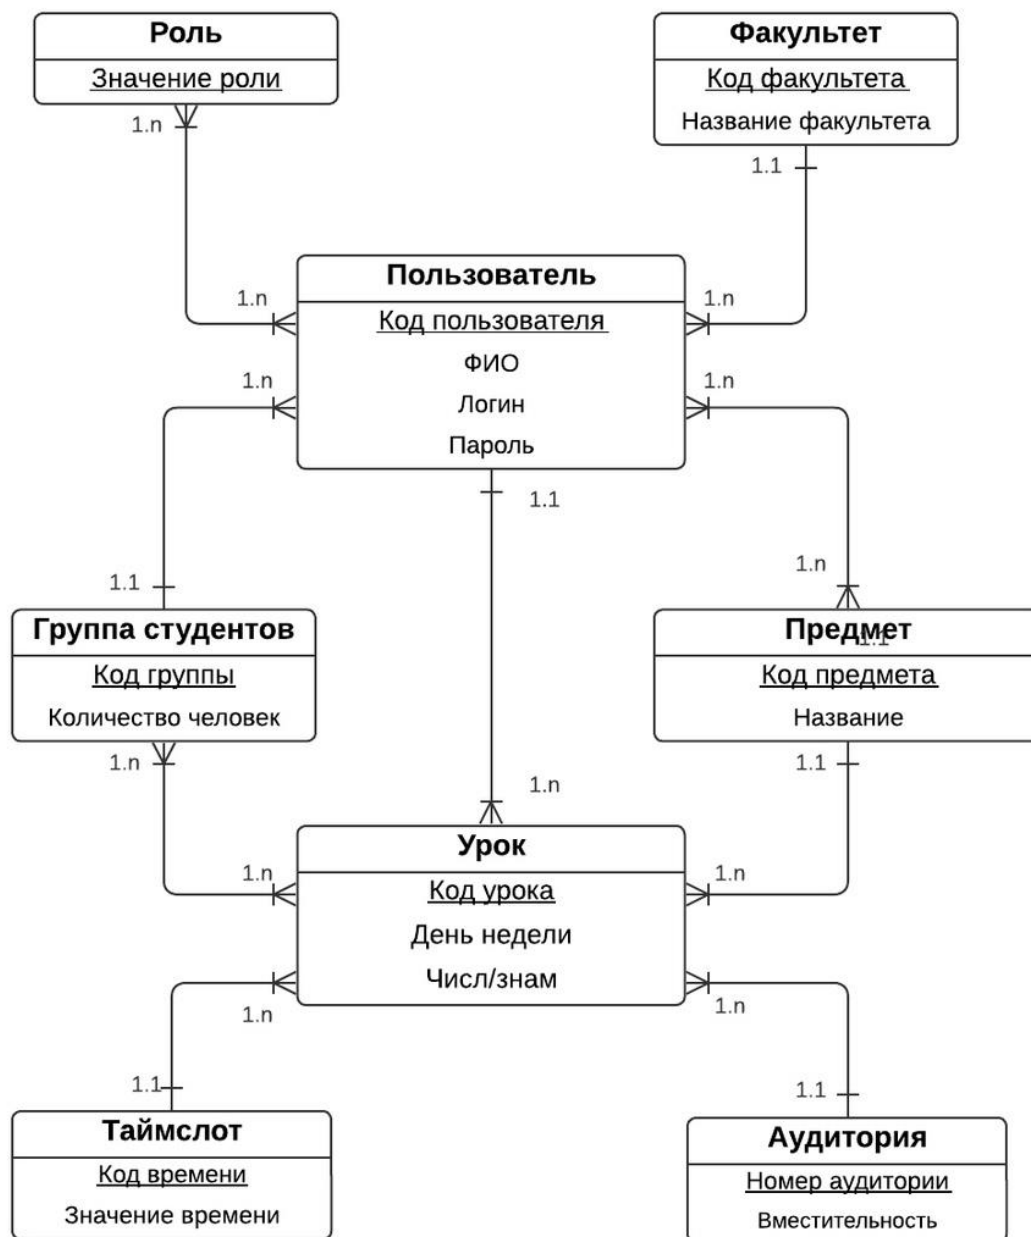 Роль
Значение роли
1.n
Факультет
Код факультета
Название факультета
1.1
Пользователь
Код пользователя
ФИО
Логин
Пароль
1.n
1.n
1.n
1.n
1.1
1.1
1.n
Группа студентов
Код группы
Количество человек
1.n
Предмет
1.1
Код предмета
Название
1.1
1.n
Урок
Код урока
День недели
Числ/знам
1.n
1.n
1.n
1.n
1.1
1.1
Таймслот
Код времени
Значение времени
Аудитория
Номер аудитории
Вместительность